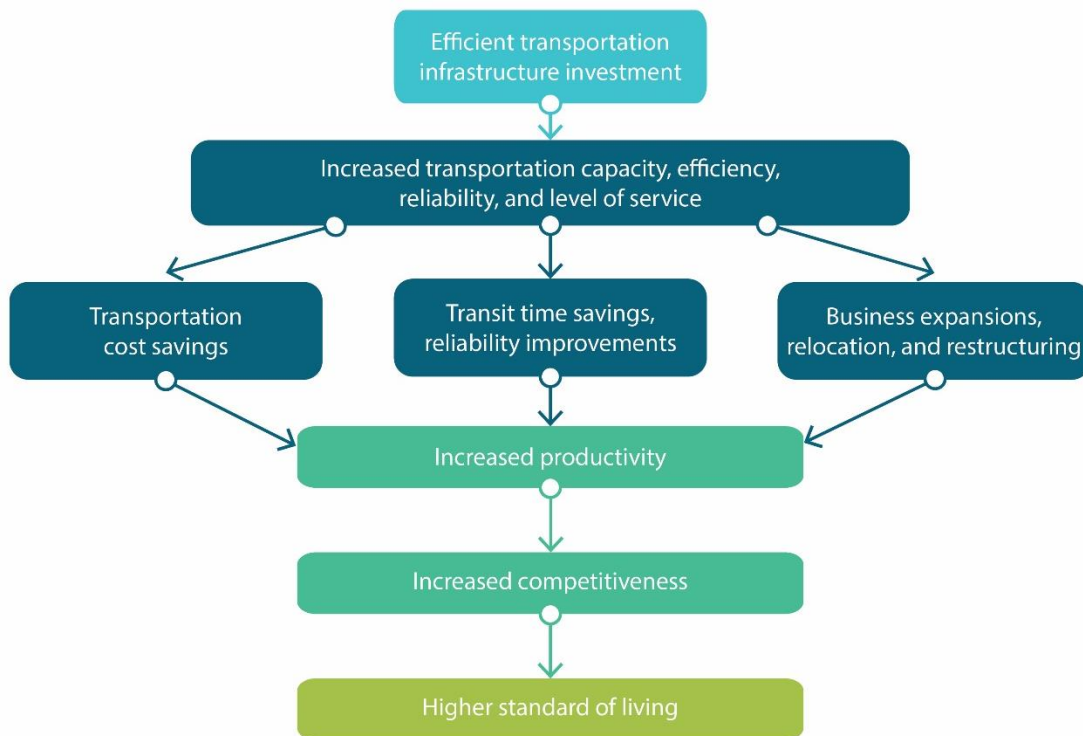 Efficient transportation
infrastructure investment
Increased transportation capacity, efficiency,
reliability, and level of service
Transportation
cost savings
Transit time savings,
reliability improvements
Business expansions,
relocation, and restructuring
Increased productivity
Increased competitiveness
Higher standard of living